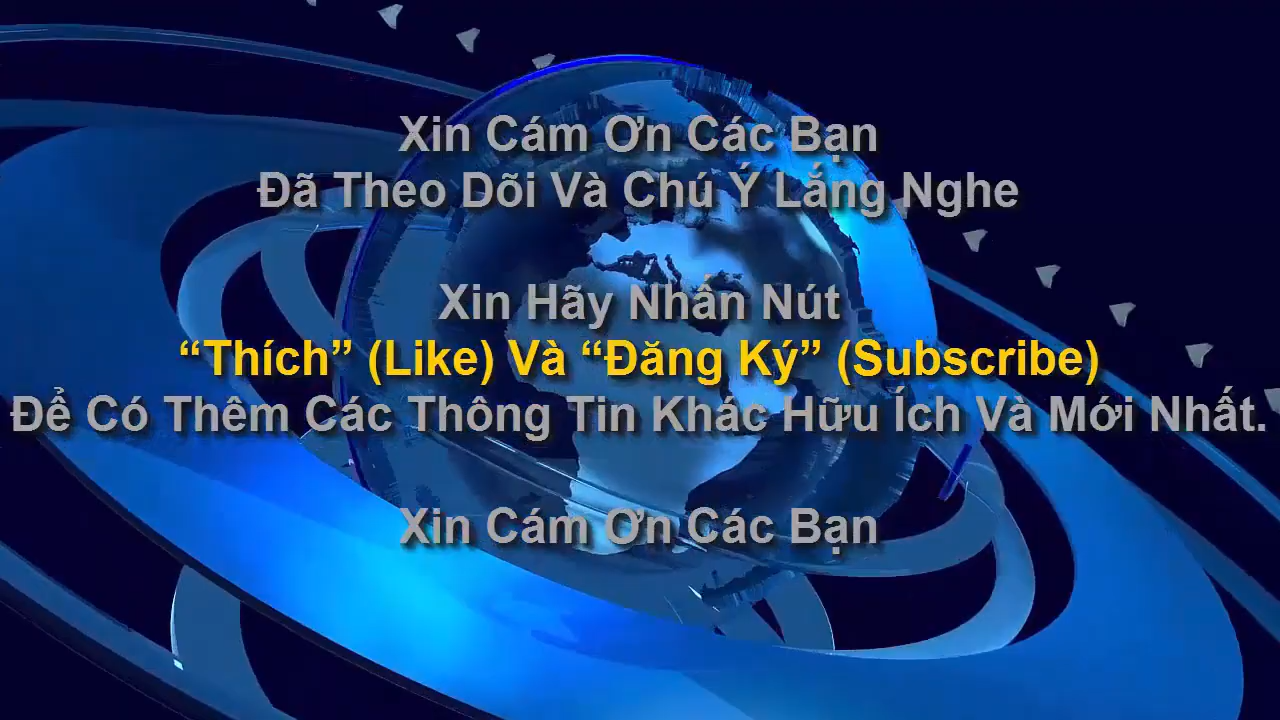 Xin Cám Ơn Các Bạn
Đã Theo Dõi Và Chú Ý Lắng Nghe
Xin Hãy Nhấn Nút
“Thích” (Like) Và “Đăng Ký” (Subscribe)
Để Có Thêm Các Thông Tin Khác Hữu Ích Và Mới Nhất.
Xin Cám Ơn Các Bạn